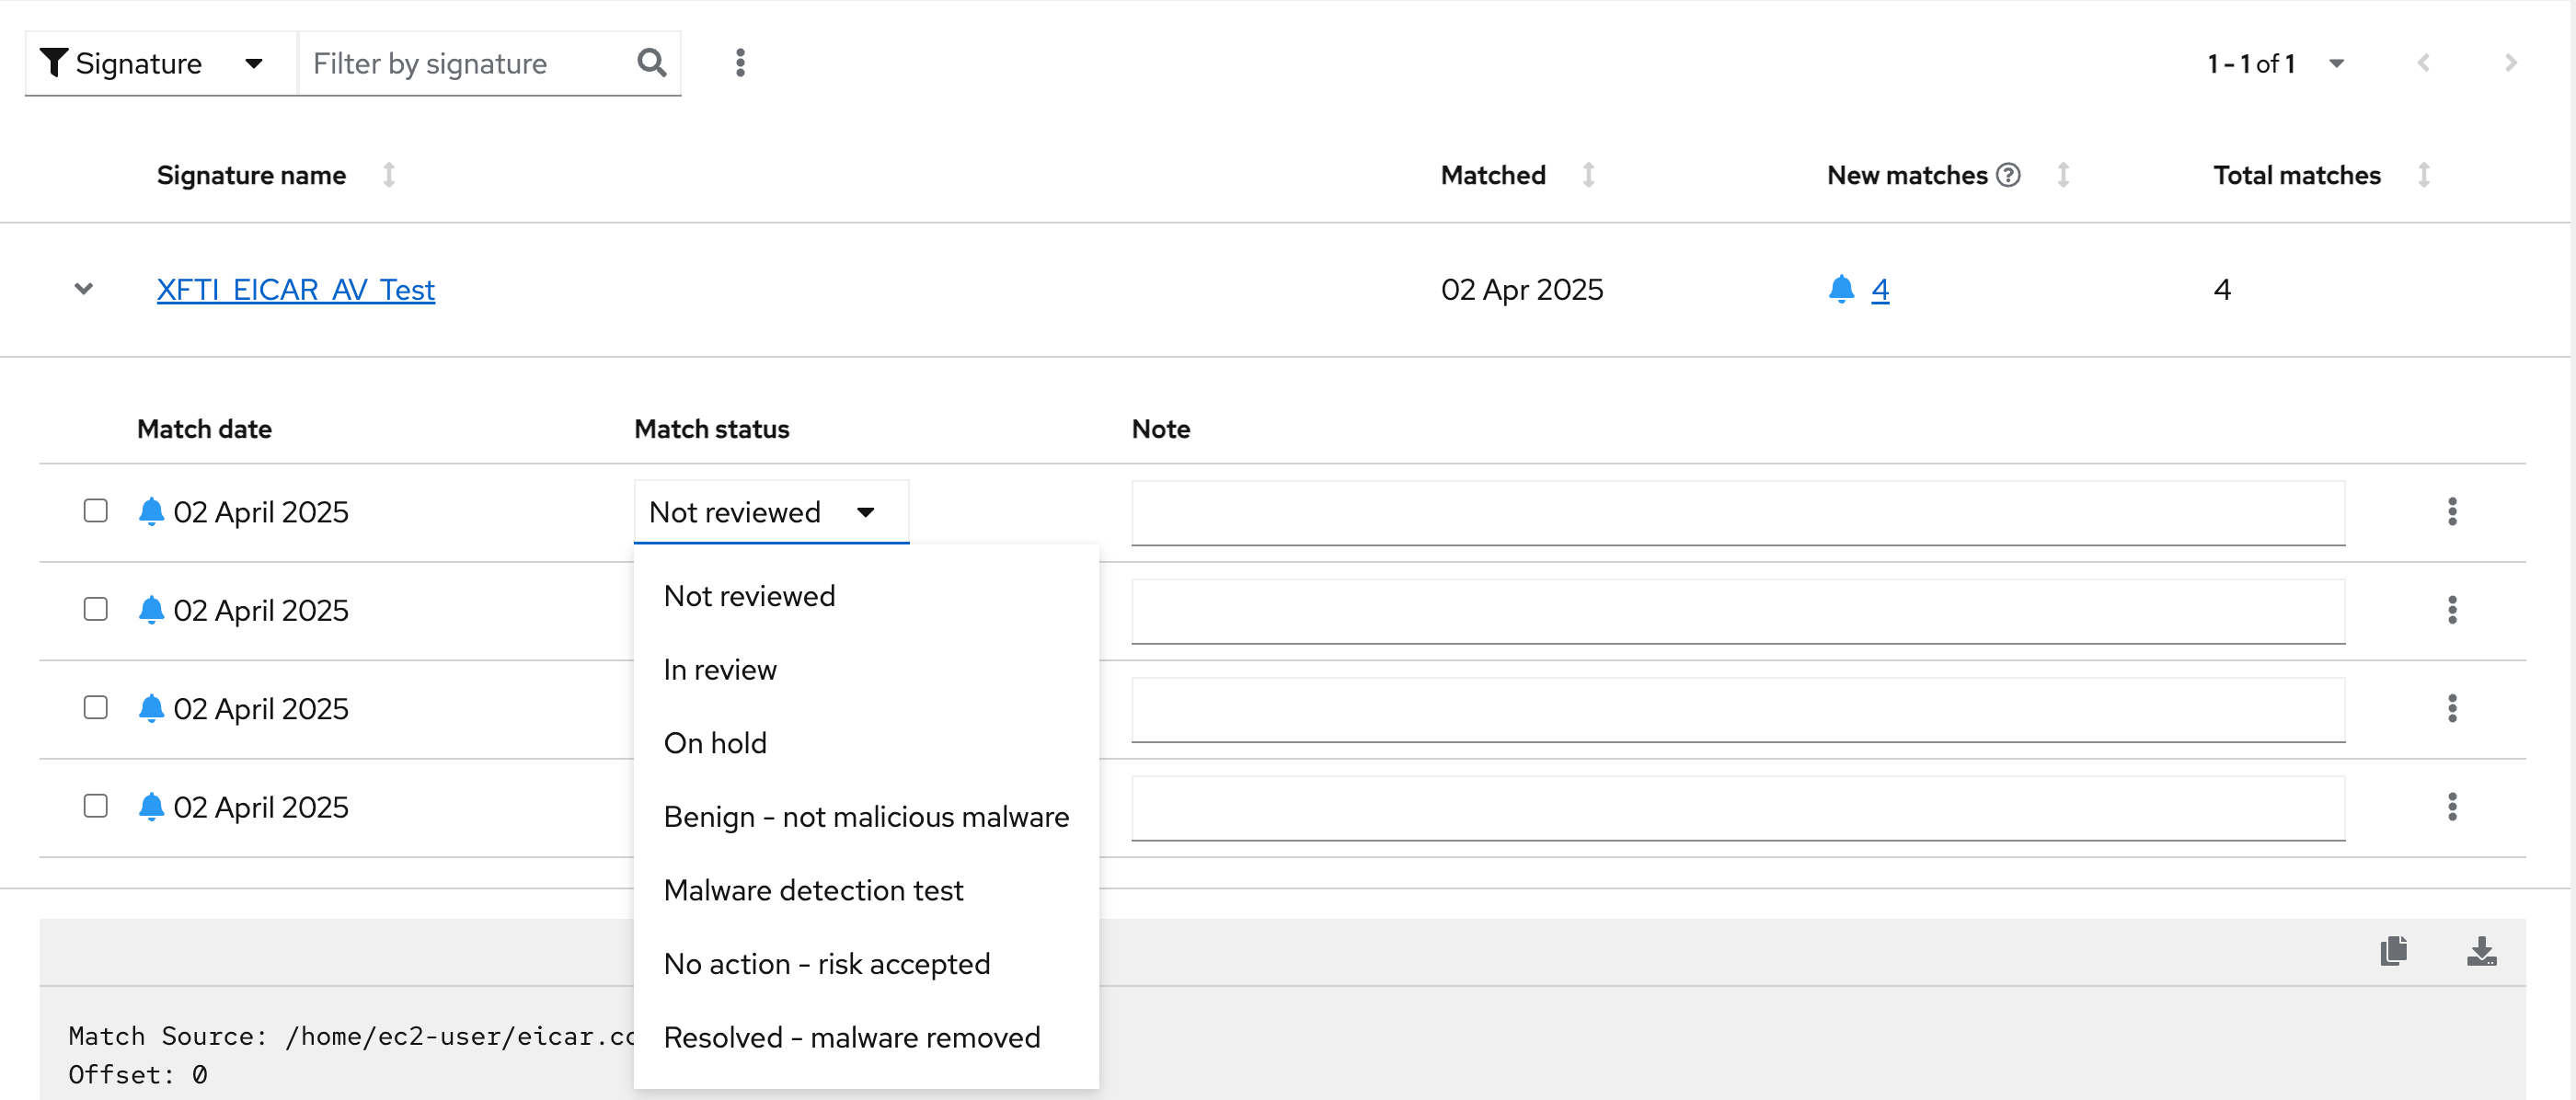 Signature Filter by signature 1 - 1 of 1
Signature name Matched New matches Total matches
XFTI_EICAR_AV_Test 02 Apr 2025 4 4
Match date Match status Note
02 April 2025 Not reviewed
Not reviewed
02 April 2025
In review
02 April 2025
On hold
02 April 2025
Benign - not malicious malware
Malware detection test
No action - risk accepted
Match Source: /home/ec2-user/eicar.co
Resolved - malware removed
Offset: 0